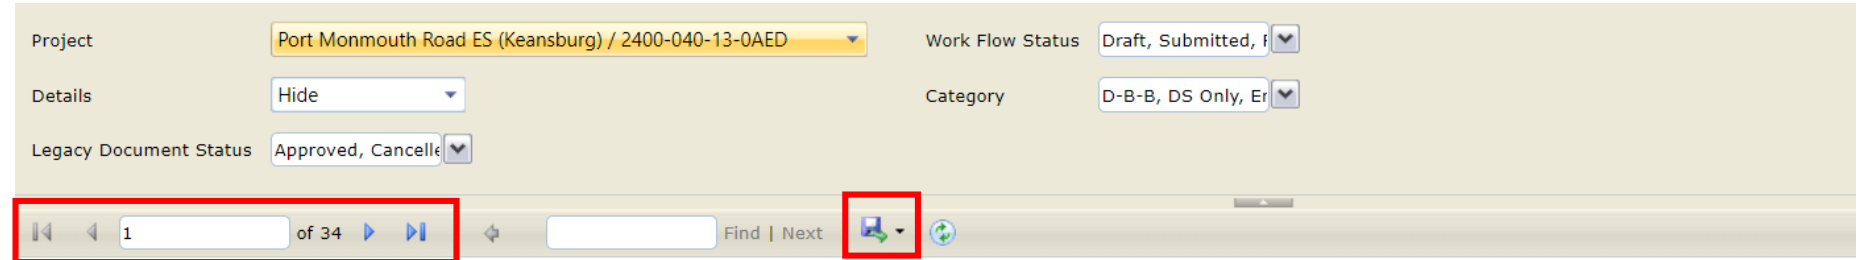 Project Port Monmouth Road ES (Keansburg) / 2400-040-13-0AED Work Flow Status Draft, Submitted,
Details Hide Category D-B-B, DS Only,
Legacy Document Status Approved,
1 of 34 Find | Next